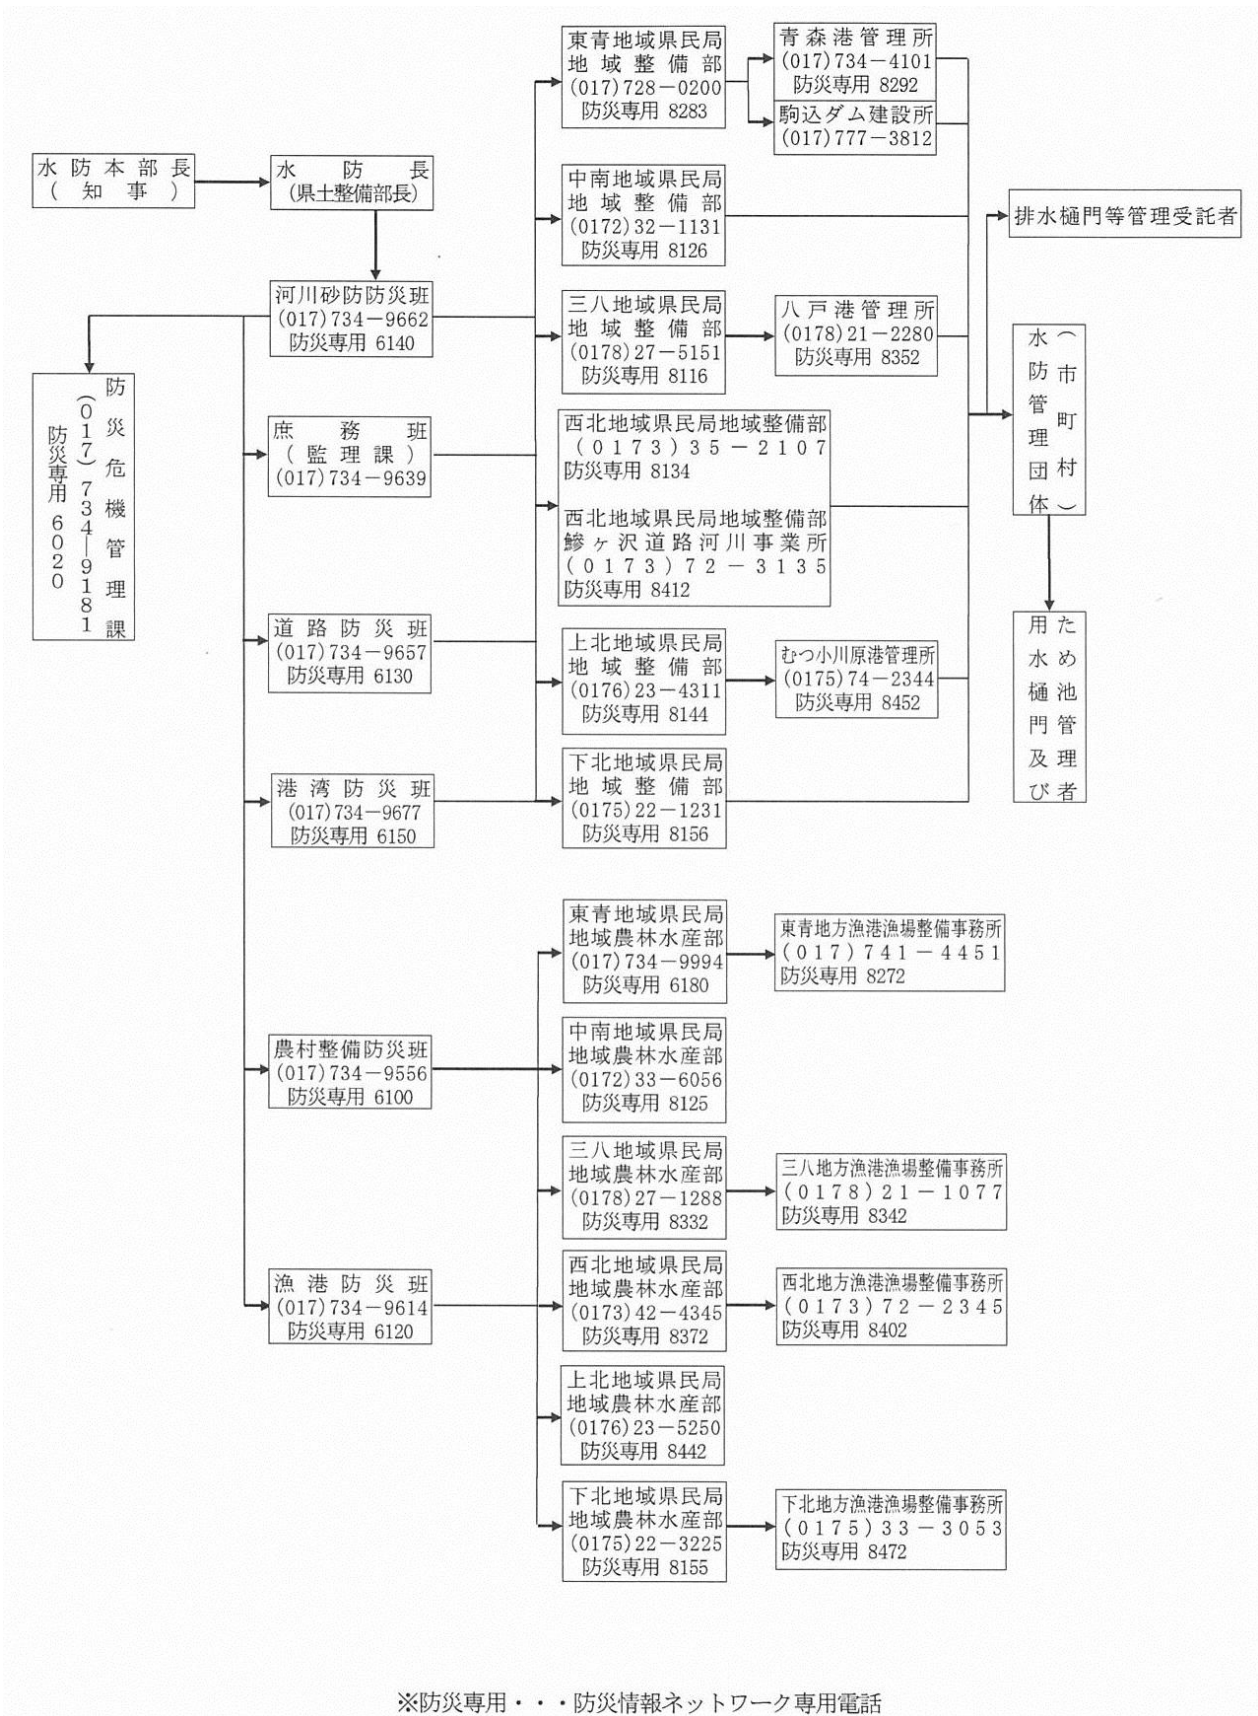 水防本部長
（知事）
水防長
（県土整備部長）
河川砂防防災班
(017)734－9662
防災専用 6140
防災危機管理課
(017)734－9181
防災専用 6020
庶務班
（監理課）
(017)734－9639
道路防災班
(017)734－9657
防災専用 6130
港湾防災班
(017)734－9677
防災専用 6150
農村整備防災班
(017)734－9556
防災専用 6100
漁港防災班
(017)734－9614
防災専用 6120
東青地域県民局
地域整備部
(017)728－0200
防災専用 8283
青森港管理所
(017)734－4101
防災専用 8292
駒込ダム建設所
(017)777－3812
中南地域県民局
地域整備部
(0172)32－1131
防災専用 8126
三八地域県民局
地域整備部
(0178)27－5151
防災専用 8116
八戸港管理所
(0178)21－2280
防災専用 8352
西北地域県民局地域整備部
(0173)35－2107
防災専用 8134
西北地域県民局地域整備部
鰺ヶ沢道路河川事業所
(0173)72－3135
防災専用 8412
上北地域県民局
地域整備部
(0176)23－4311
防災専用 8144
むつ小川原港管理所
(0175)74－2344
防災専用 8452
下北地域県民局
地域整備部
(0175)22－1231
防災専用 8156
排水樋門等管理受託者
（市町村）
水防管理団体
ため池管理者
用水樋門及び
東青地域県民局
地域農林水産部
(017)734－9994
防災専用 6180
東青地方漁港漁場整備事務所
(017)741－4451
防災専用 8272
中南地域県民局
地域農林水産部
(0172)33－6056
防災専用 8125
三八地域県民局
地域農林水産部
(0178)27－1288
防災専用 8332
三八地方漁港漁場整備事務所
(0178)21－1077
防災専用 8342
西北地域県民局
地域農林水産部
(0173)42－4345
防災専用 8372
西北地方漁港漁場整備事務所
(0173)72－2345
防災専用 8402
上北地域県民局
地域農林水産部
(0176)23－5250
防災専用 8442
下北地域県民局
地域農林水産部
(0175)22－3225
防災専用 8155
下北地方漁港漁場整備事務所
(0175)33－3053
防災専用 8472
※防災専用・・・防災情報ネットワーク専用電話